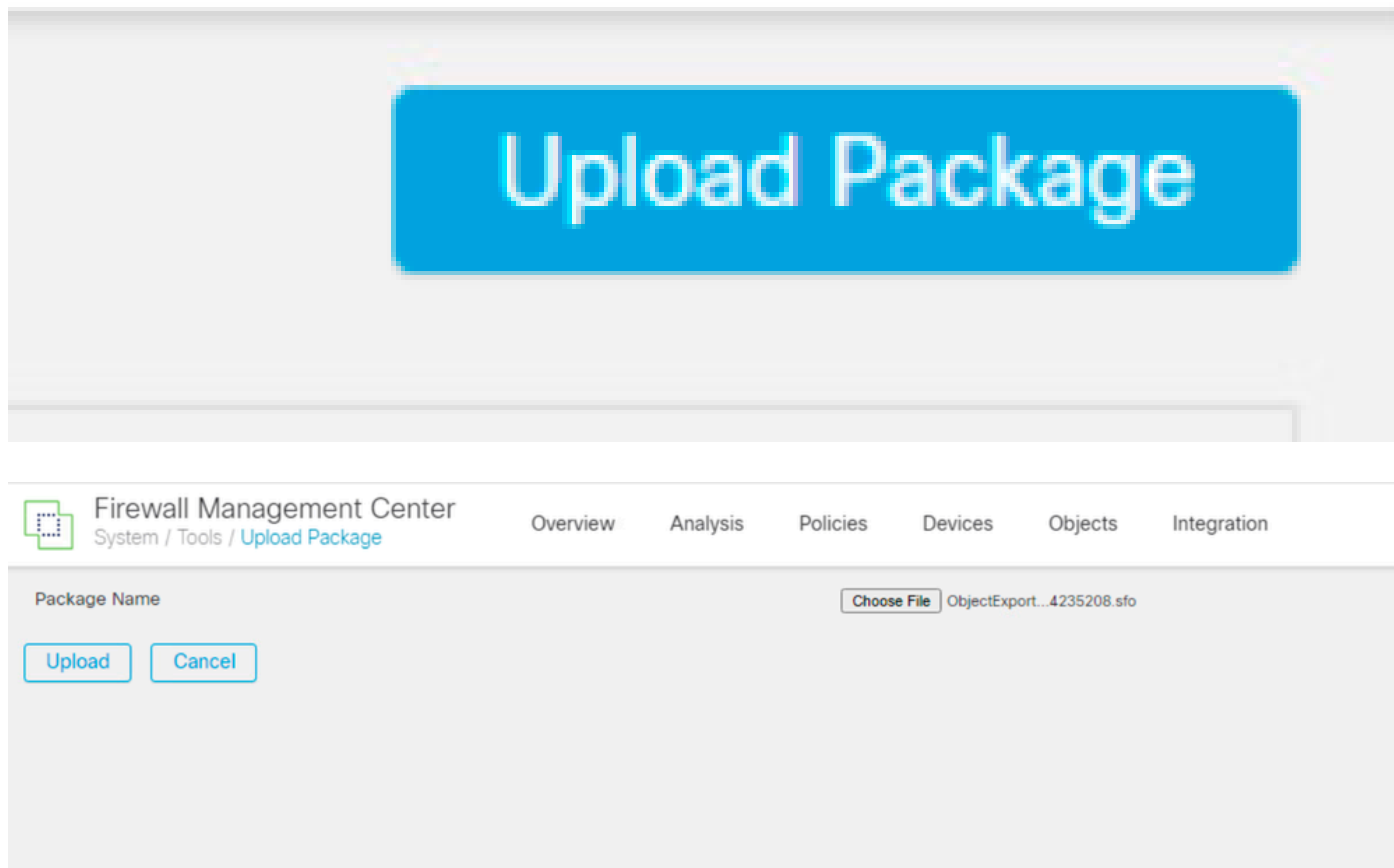 Upload Package
Firewall Management Center
Overview Analysis Policies Devices Objects Integration
System / Tools / Upload Package
Package Name Choose File ObjectExport...4235208.sfo
Upload Cancel